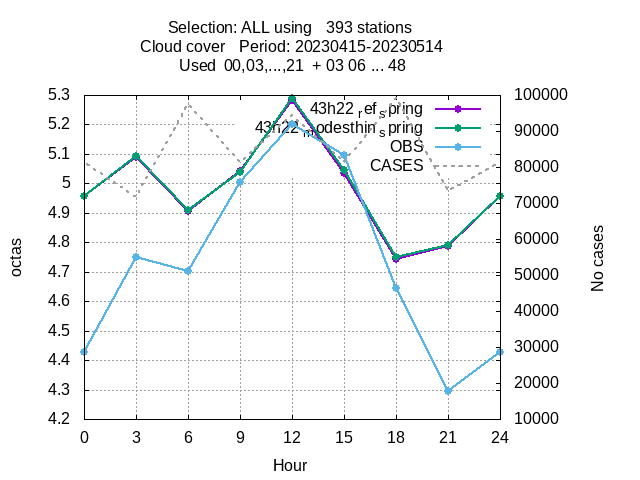 Selection: ALL using   393 stations
Cloud cover   Period: 20230415-20230514
Used  00,03,...,21  + 03 06 ... 48
43h22_ref_spring
43h22_modesthin_spring
OBS
CASES
5.3
5.2
5.1
5
4.9
4.8
4.7
4.6
4.5
4.4
4.3
4.2
octas
100000
90000
80000
70000
60000
50000
40000
30000
20000
10000
No cases
0 3 6 9 12 15 18 21 24
Hour